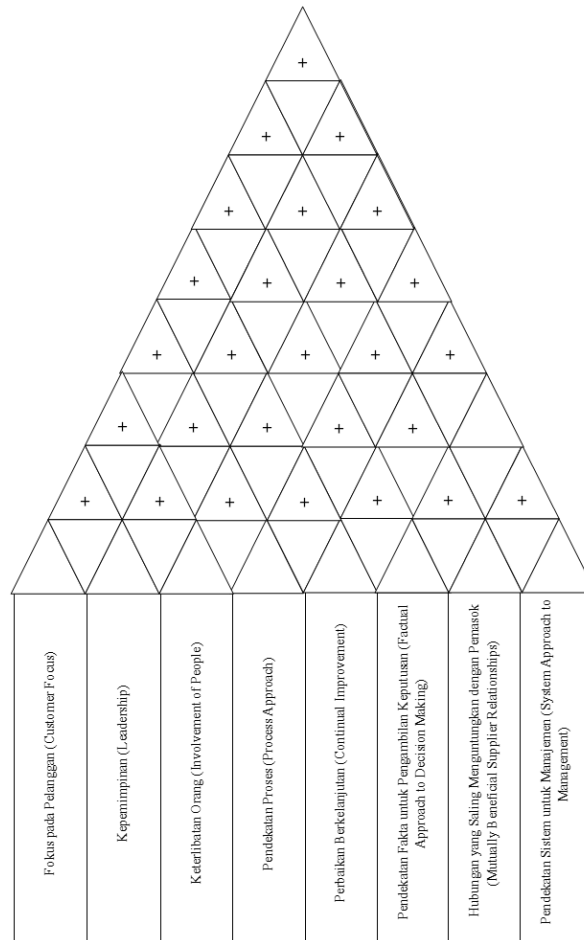 +
+ +
+ + +
+ + + +
+ + + + +
+ + + + +
+ + + + + + +
Fokus pada Pelanggan (Customer Focus)
Kepemimpinan (Leadership)
Keterlibatan Orang (Involvement of People)
Pendekatan Proses (Process Approach)
Perbaikan Berkelanjutan (Continual Improvement)
Pendekatan Fakta untuk Pengambilan Keputusan (Factual
Approach to Decision Making)
Hubungan yang Saling Menguntungkan dengan Pemasok
(Mutually Beneficial Supplier Relationships)
Pendekatan Sistem untuk Manajemen (System Approach to
Management)